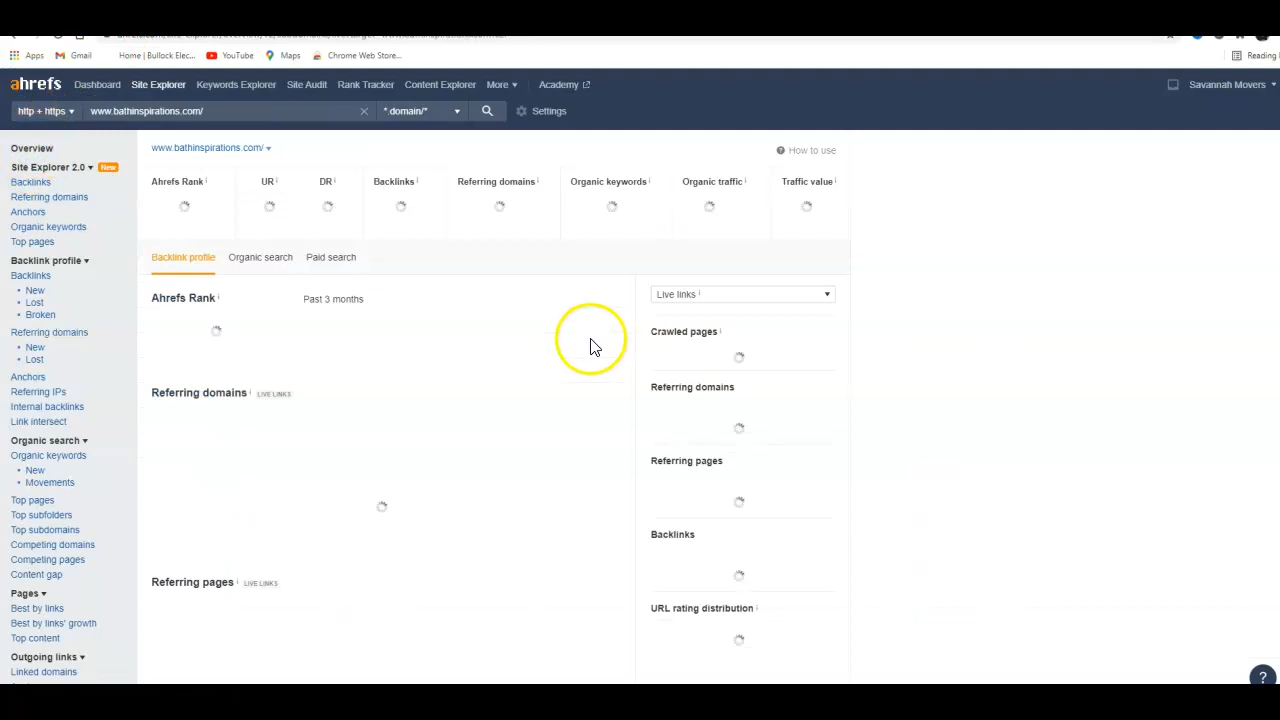 Apps Gmail Home | Bullock Elec... YouTube Maps Chrome Web Store... Reading
ahrefs Dashboard Site Explorer Keywords Explorer Site Audit Rank Tracker Content Explorer More Academy Savannah Movers
http + https www.bathinspirations.com/ *.domain/* Settings
Overview
Site Explorer 2.0 New
Backlinks
Referring domains
Anchors
Organic keywords
Top pages
Backlink profile
Backlinks
• New
• Lost
• Broken
Referring domains
• New
• Lost
Anchors
Referring IPs
Internal backlinks
Link intersect
Organic search
Organic keywords
• New
• Movements
Top pages
Top subfolders
Top subdomains
Competing domains
Competing pages
Content gap
Pages
Best by links
Best by links' growth
Top content
Outgoing links
Linked domains
www.bathinspirations.com/ How to use
Ahrefs Rank UR DR Backlinks Referring domains Organic keywords Organic traffic Traffic value
Backlink profile Organic search Paid search
Ahrefs Rank Past 3 months
Referring domains LIVE LINKS
Referring pages LIVE LINKS
Live links
Crawled pages
Referring domains
Referring pages
Backlinks
URL rating distribution
?